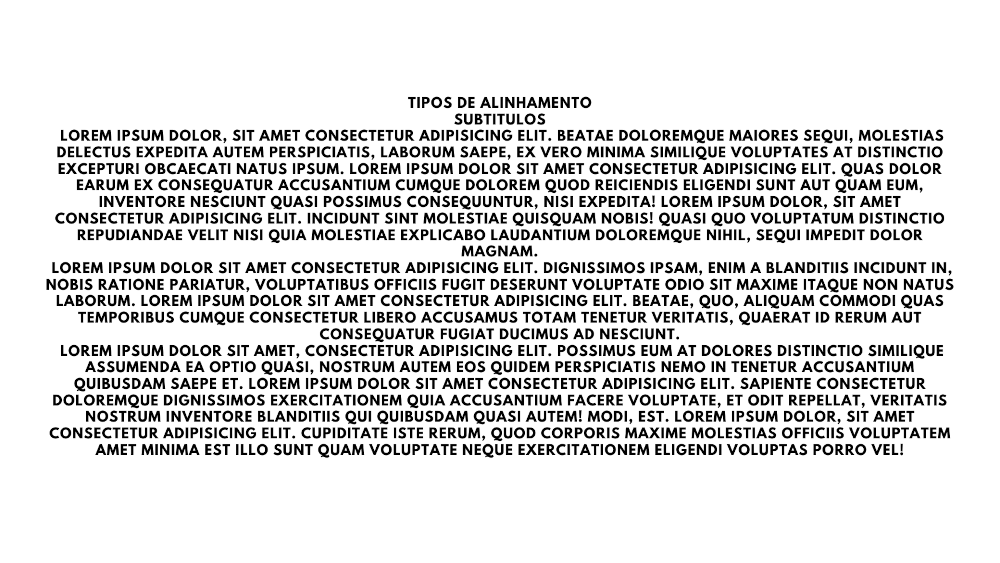 TIPOS DE ALINHAMENTO
SUBTITULOS
LOREM IPSUM DOLOR, SIT AMET CONSECTETUR ADIPISICING ELIT. BEATAE DOLOREMQUE MAIORES SEQUI, MOLESTIAS
DELECTUS EXPEDITA AUTEM PERSPICIATIS, LABORUM SAEPE, EX VERO MINIMA SIMILIQUE VOLUPTATES AT DISTINCTIO
EXCEPTURI OBCAECATI NATUS IPSUM. LOREM IPSUM DOLOR SIT AMET CONSECTETUR ADIPISICING ELIT. QUAS DOLOR
EARUM EX CONSEQUATUR ACCUSANTIUM CUMQUE DOLOREM QUOD REICIENDIS ELIGENDI SUNT AUT QUAM EUM,
INVENTORE NESCIUNT QUASI POSSIMUS CONSEQUUNTUR, NISI EXPEDITA! LOREM IPSUM DOLOR, SIT AMET
CONSECTETUR ADIPISICING ELIT. INCIDUNT SINT MOLESTIAE QUISQUAM NOBIS! QUASI QUO VOLUPTATUM DISTINCTIO
REPUDIANDAE VELIT NISI QUIA MOLESTIAE EXPLICABO LAUDANTIUM DOLOREMQUE NIHIL, SEQUI IMPEDIT DOLOR
MAGNAM.
LOREM IPSUM DOLOR SIT AMET CONSECTETUR ADIPISICING ELIT. DIGNISSIMOS IPSAM, ENIM A BLANDITIIS INCIDUNT IN,
NOBIS RATIONE PARIATUR, VOLUPTATIBUS OFFICIIS FUGIT DESERUNT VOLUPTATE ODIO SIT MAXIME ITAQUE NON NATUS
LABORUM. LOREM IPSUM DOLOR SIT AMET CONSECTETUR ADIPISICING ELIT. BEATAE, QUO, ALIQUAM COMMODI QUAS
TEMPORIBUS CUMQUE CONSECTETUR LIBERO ACCUSAMUS TOTAM TENETUR VERITATIS, QUAERAT ID RERUM AUT
CONSEQUATUR FUGIAT DUCIMUS AD NESCIUNT.
LOREM IPSUM DOLOR SIT AMET, CONSECTETUR ADIPISICING ELIT. POSSIMUS EUM AT DOLORES DISTINCTIO SIMILIQUE
ASSUMENDA EA OPTIO QUASI, NOSTRUM AUTEM EOS QUIDEM PERSPICIATIS NEMO IN TENETUR ACCUSANTIUM
QUIBUSDAM SAEPE ET. LOREM IPSUM DOLOR SIT AMET CONSECTETUR ADIPISICING ELIT. SAPIENTE CONSECTETUR
DOLOREMQUE DIGNISSIMOS EXERCITATIONEM QUIA ACCUSANTIUM FACERE VOLUPTATE, ET ODIT REPELLAT, VERITATIS
NOSTRUM INVENTORE BLANDITIIS QUI QUIBUSDAM QUASI AUTEM! MODI, EST. LOREM IPSUM DOLOR, SIT AMET
CONSECTETUR ADIPISICING ELIT. CUPIDITATE ISTE RERUM, QUOD CORPORIS MAXIME MOLESTIAS OFFICIIS VOLUPTATEM
AMET MINIMA EST ILLO SUNT QUAM VOLUPTATE NEQUE EXERCITATIONEM ELIGENDI VOLUPTAS PORRO VEL!